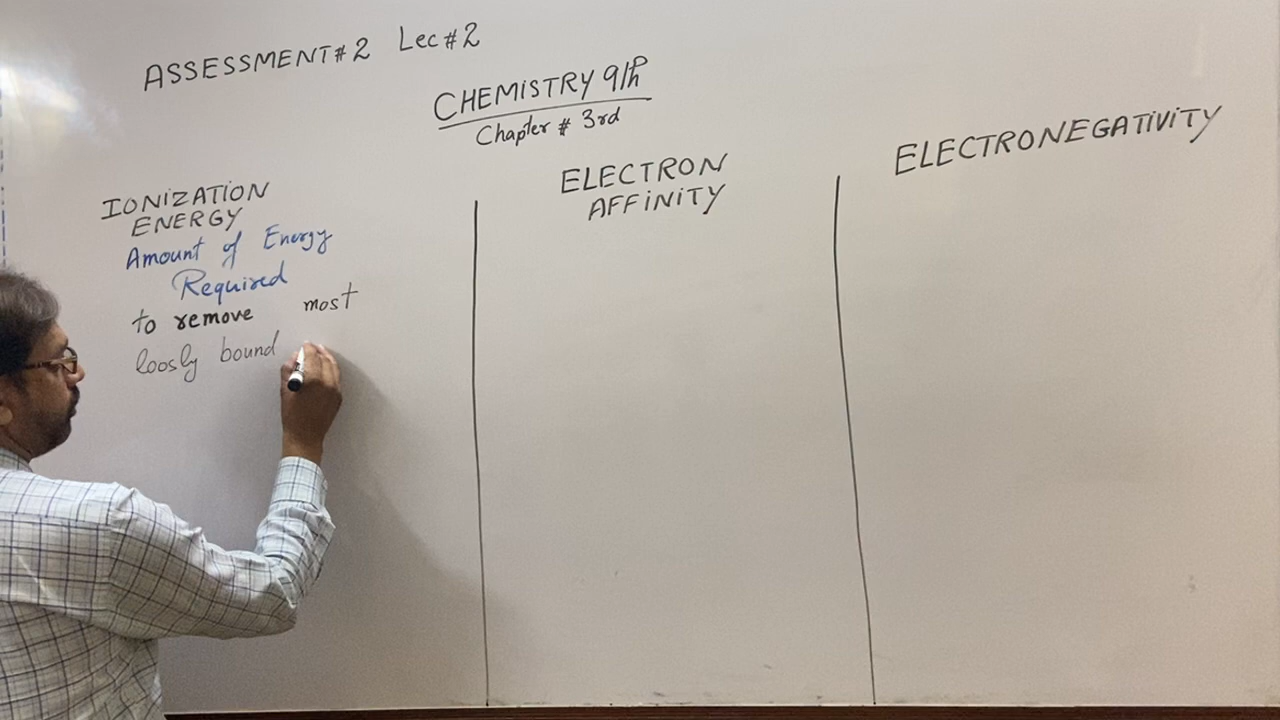 ASSESSMENT#2 Lec#2
CHEMISTRY 9th
Chapter # 3rd
IONIZATION
ENERGY
Amount of Energy
Required
to remove most
loosly bound
ELECTRON
AFFINITY
ELECTRONEGATIVITY